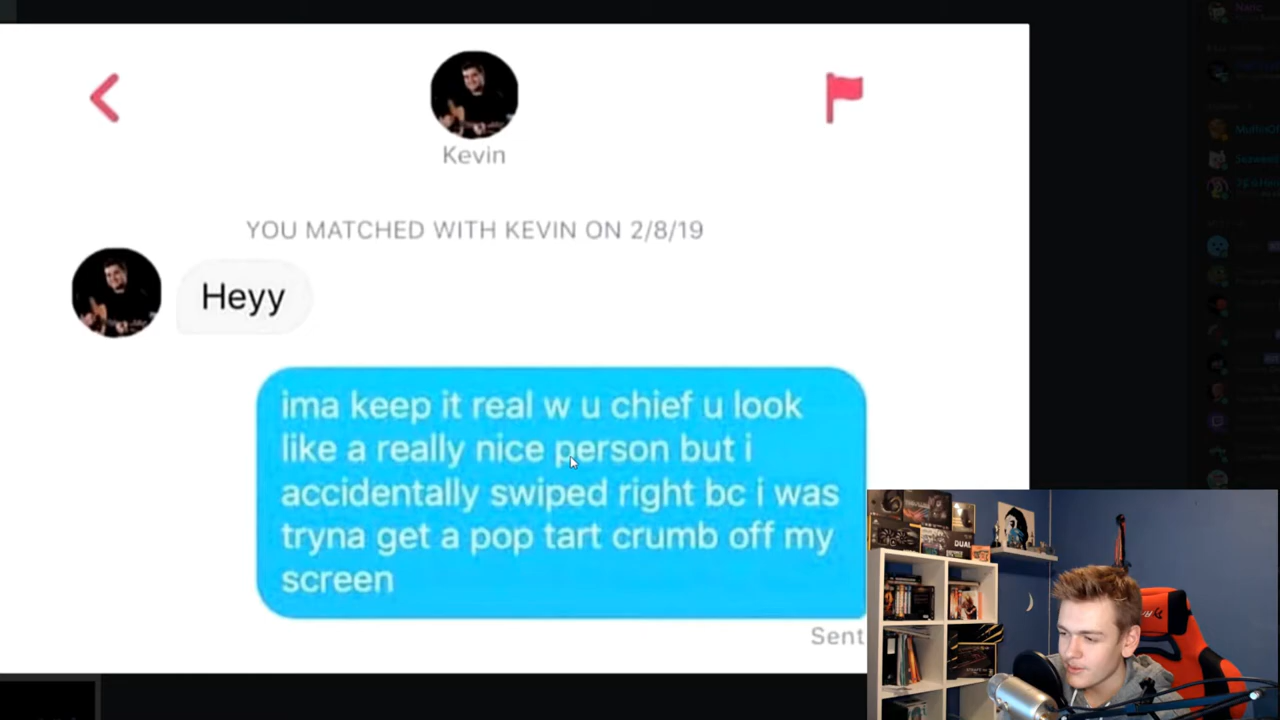 Kevin
YOU MATCHED WITH KEVIN ON 2/8/19
Heyy
ima keep it real w u chief u look
like a really nice person but i
accidentally swiped right bc i was
tryna get a pop tart crumb off my
screen
Sent
DUAL